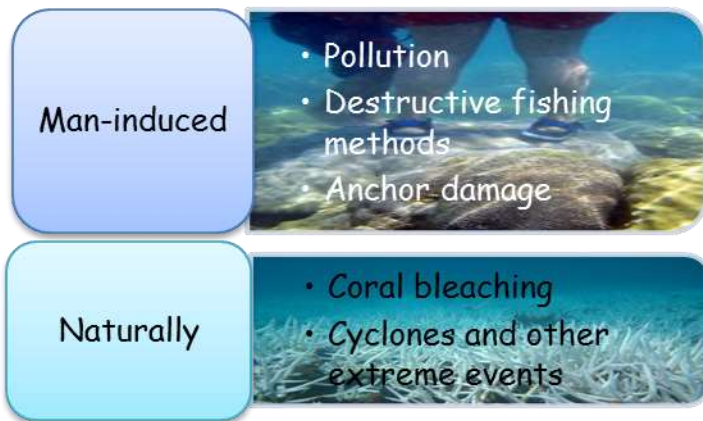 Man-induced
• Pollution
• Destructive fishing
methods
• Anchor damage
Naturally
• Coral bleaching
• Cyclones and other
extreme events